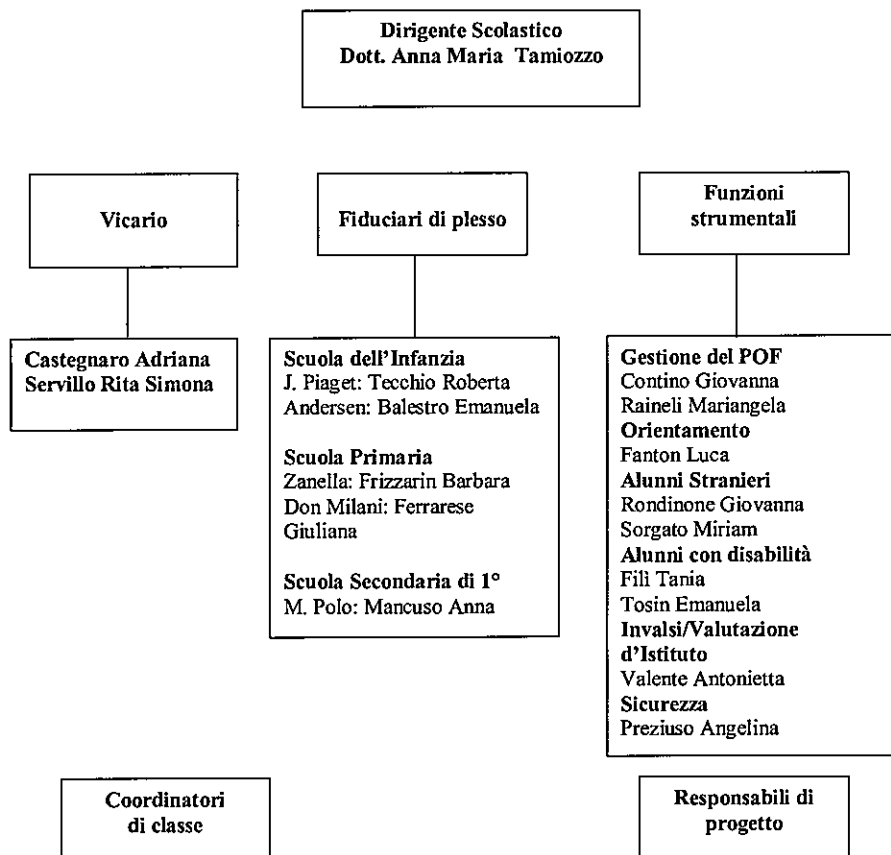 Dirigente Scolastico
Dott. Anna Maria Tamiozzo
Vicario
Fiduciari di plesso
Funzioni
strumentali
Castegnaro Adriana
Servillo Rita Simona
Scuola dell'Infanzia
J. Piaget: Tecchio Roberta
Andersen: Balestro Emanuela
Scuola Primaria
Zanella: Frizzarin Barbara
Don Milani: Ferrarese
Giuliana
Scuola Secondaria di 1°
M. Polo: Mancuso Anna
Gestione del POF
Contino Giovanna
Raineli Mariangela
Orientamento
Fanton Luca
Alunni Stranieri
Rondinone Giovanna
Sorgato Miriam
Alunni con disabilità
Filì Tania
Tosin Emanuela
Invalsi/Valutazione
d'Istituto
Valente Antonietta
Sicurezza
Preziuso Angelina
Coordinatori
di classe
Responsabili di
progetto